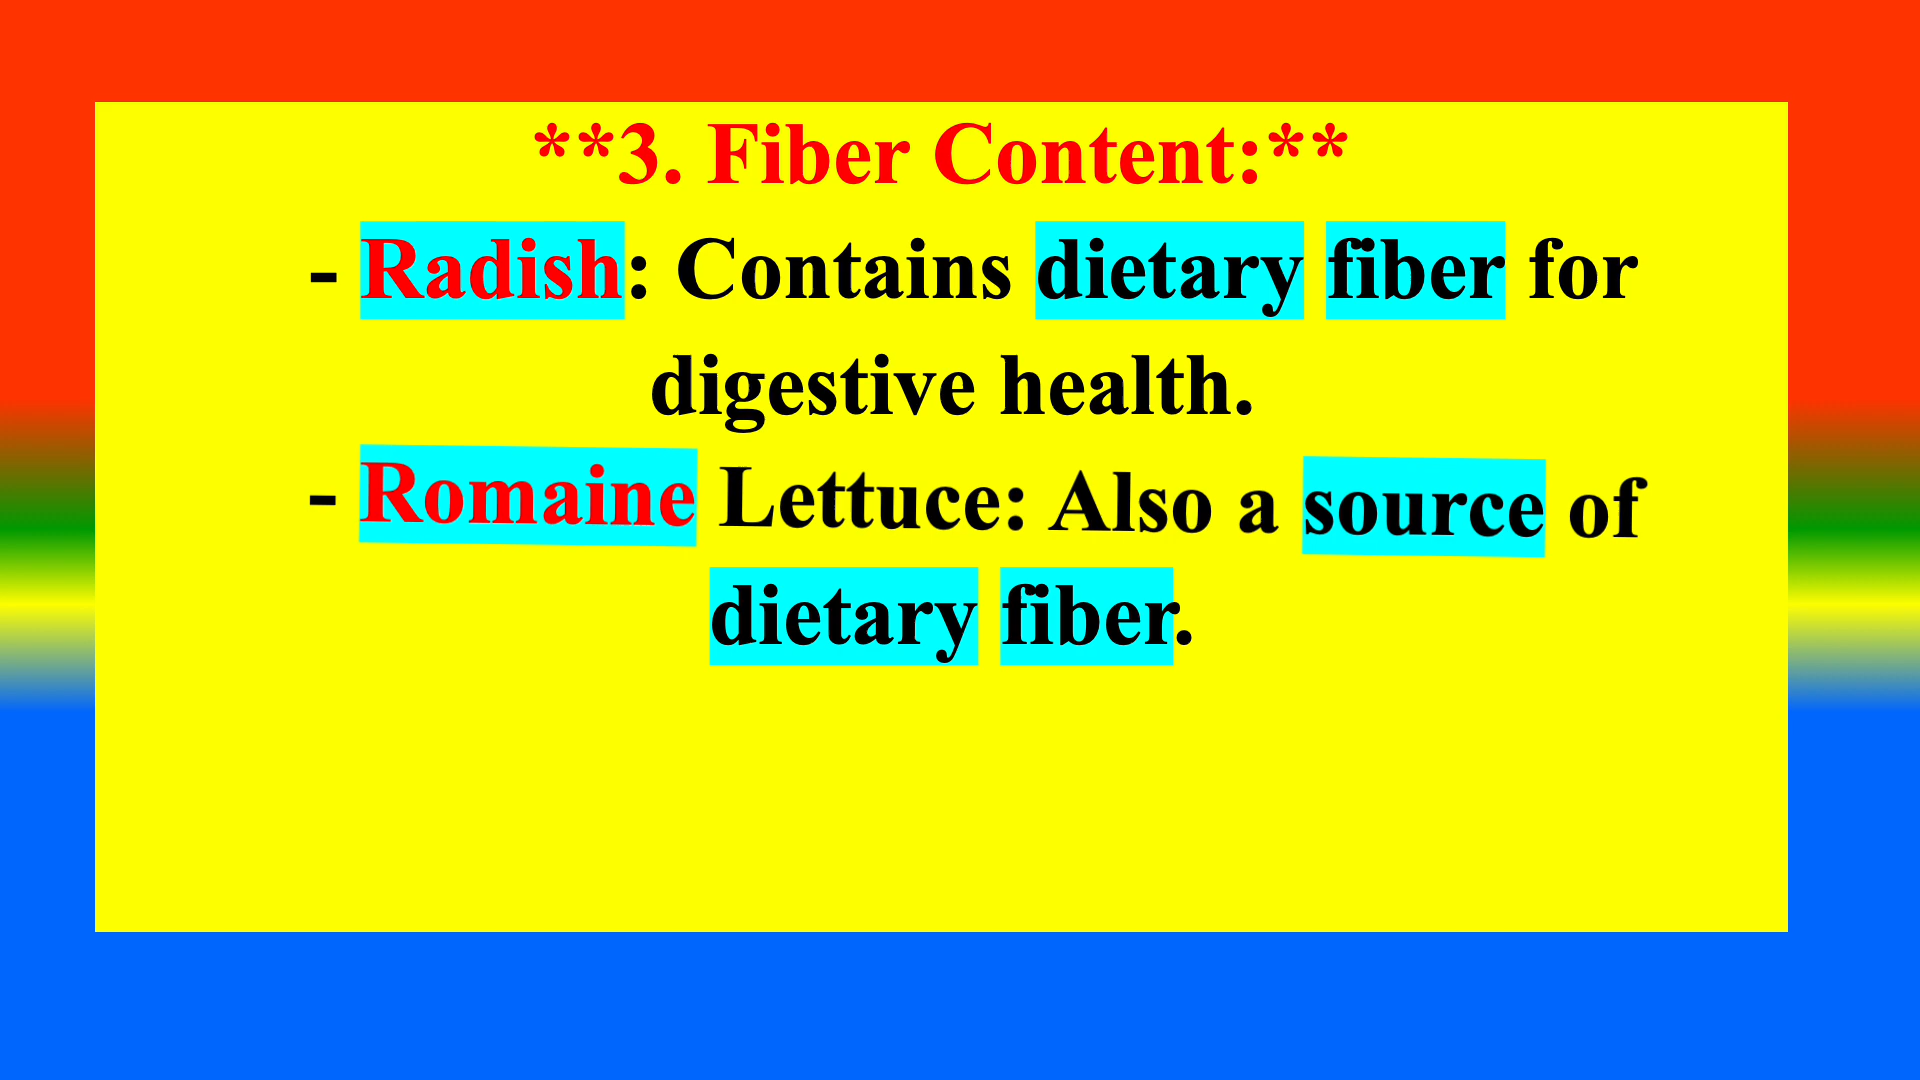 **3. Fiber Content:**
- Radish: Contains dietary fiber for
digestive health.
- Romaine Lettuce: Also a source of
dietary fiber.